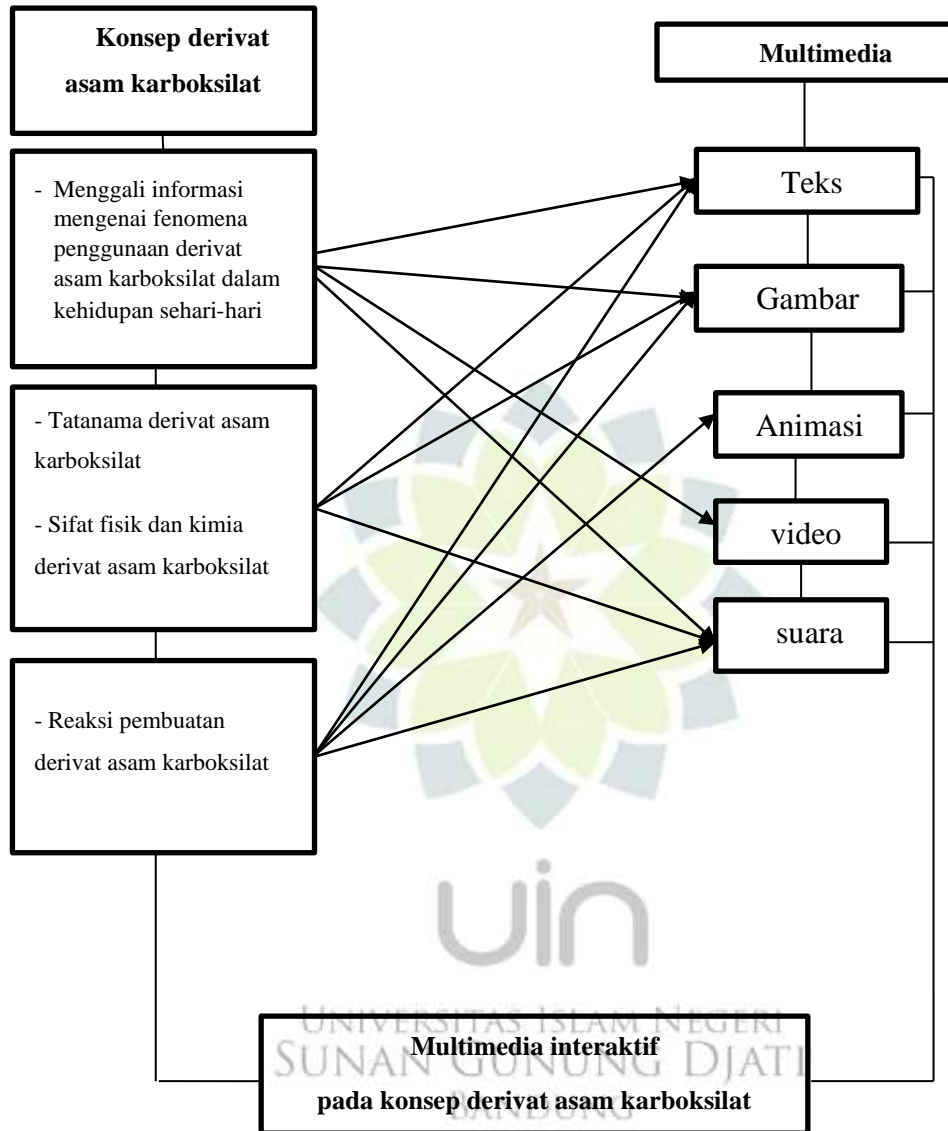 Konsep derivat
asam karboksilat
- Menggali informasi
mengenai fenomena
penggunaan derivat
asam karboksilat dalam
kehidupan sehari-hari
- Tatanama derivat asam
karboksilat
- Sifat fisik dan kimia
derivat asam karboksilat
- Reaksi pembuatan
derivat asam karboksilat
Multimedia
Teks
Gambar
Animasi
video
suara
uin
UNIVERSITAS ISLAM NEGERI
SUNAN GUNUNG DJATI
BANDUNG
Multimedia interaktif
pada konsep derivat asam karboksilat